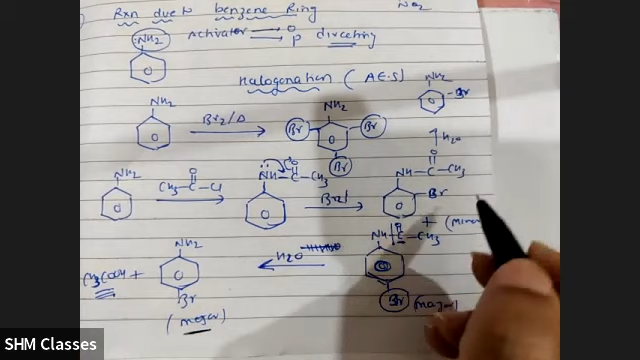 Rxn due to benzene Ring
NO2
:NH2 Activator → o p directing
Halogenation (A.E.S)
NH2
Br
NH2
Br2/Δ
NH2
Br Br
Br
H2O
NH2
CH3-C-Cl
O
NH-C-CH3
O
Br2
NH-C-CH3
O
Br
+
NH-C-CH3
O
Br (major)
H2O
NH2
Br
(major)
CH3COOH +
SHM Classes